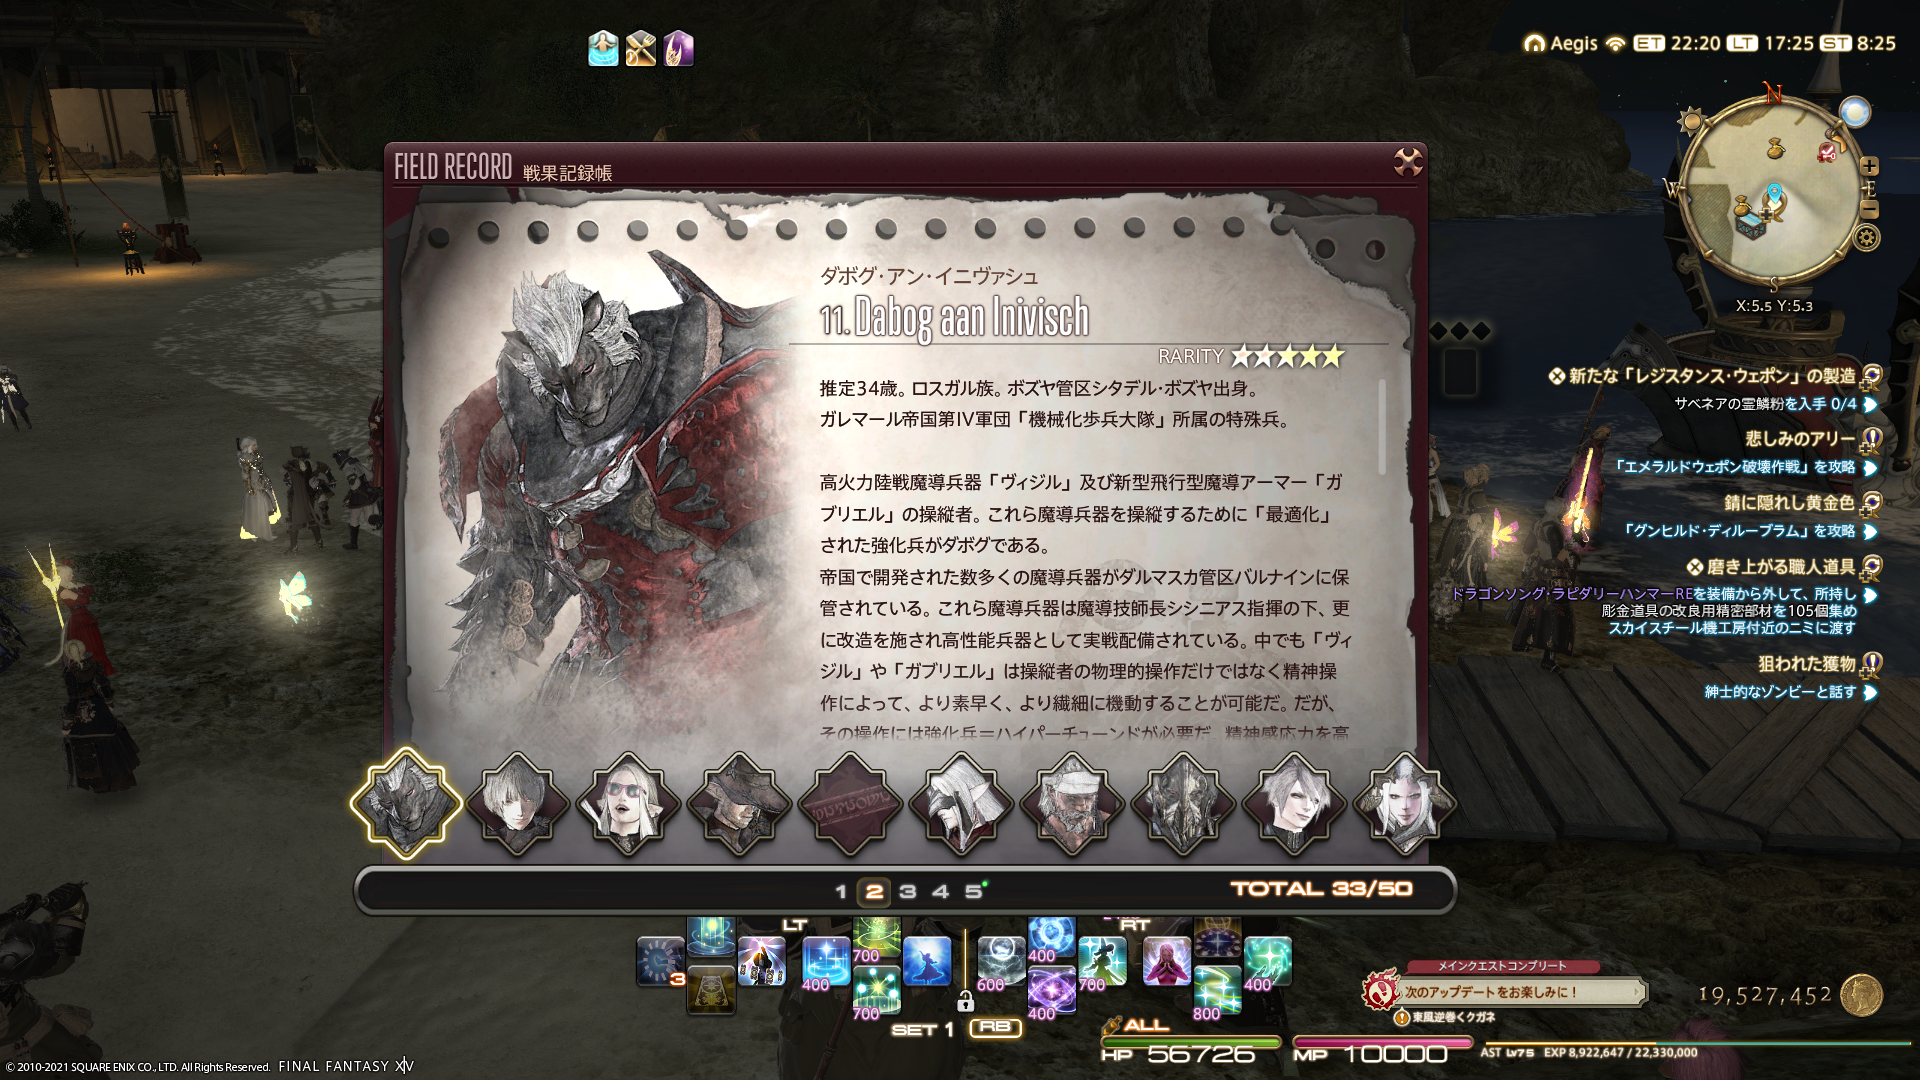 Aegis ET 22:20 LT 17:25 ST 8:25
N
W
E
S
X:5.5 Y:5.3
FIELD RECORD 戦果記録帳
ダボグ・アン・イニヴァシュ
11. Dabog aan Inivisch
RARITY ★★★★★
推定34歳。ロスガル族。ボズヤ管区シタデル・ボズヤ出身。
ガレマール帝国第IV軍団「機械化歩兵大隊」所属の特殊兵。
高火力陸戦魔導兵器「ヴィジル」及び新型飛行型魔導アーマー「ガ
ブリエル」の操縦者。これら魔導兵器を操縦するために「最適化」
された強化兵がダボグである。
帝国で開発された数多くの魔導兵器がダルマスカ管区バルナインに保
管されている。これら魔導兵器は魔導技師長シシニアス指揮の下、更
に改造を施され高性能兵器として実戦配備されている。中でも「ヴィ
ジル」や「ガブリエル」は操縦者の物理的操作だけではなく精神操
作によって、より素早く、より繊細に機動することが可能だ。だが、
その操作には強化兵＝ハイパーチューンドが必要だ。精神感応力を高
1 2 3 4 5
TOTAL 33/50
新たな「レジスタンス・ウェポン」の製造
サベネアの霊鱗粉を入手 0/4
悲しみのアリー
「エメラルドウェポン破壊作戦」を攻略
錆に隠れし黄金色
「グンヒルド・ディルーブラム」を攻略
磨き上がる職人道具
ドラゴンソング・ラピダリーハンマーREを装備から外して、所持し
彫金道具の改良用精密部材を105個集め
スカイスチール機工房付近のニミに渡す
狙われた獲物
紳士的なゾンビーと話す
LT
RT
3
400
700
700
600
400
400
700
800
400
SET 1 RB
メインクエストコンプリート
次のアップデートをお楽しみに！
東風逆巻くクガネ
19,527,452
ALL
HP 56726 MP 10000
AST Lv75 EXP 8,922,647 / 22,330,000
© 2010-2021 SQUARE ENIX CO., LTD. All Rights Reserved. FINAL FANTASY XIV